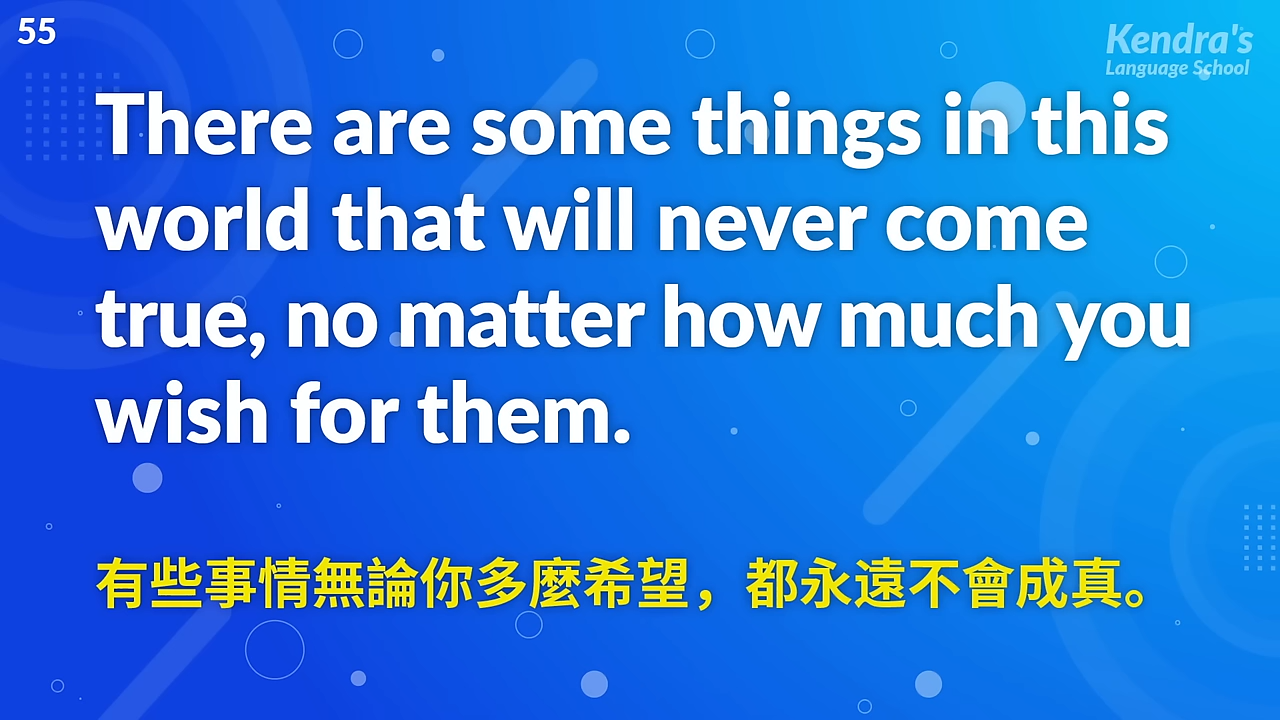 55
Kendra's
Language School
There are some things in this
world that will never come
true, no matter how much you
wish for them.
有些事情無論你多麼希望，都永遠不會成真。